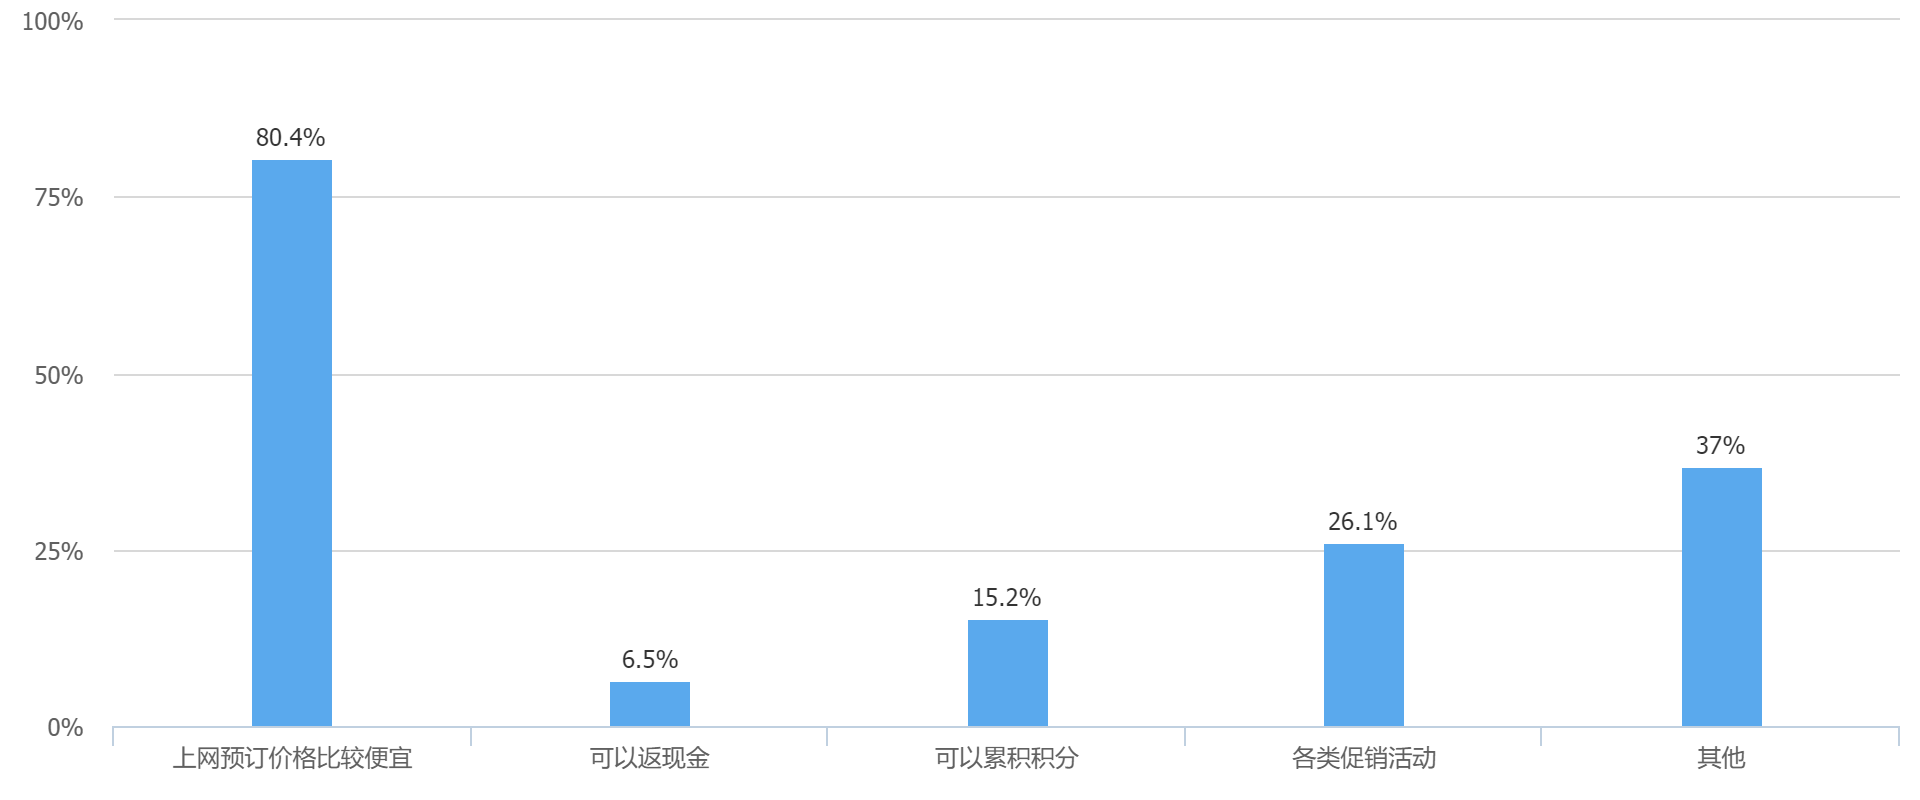 100%
80.4%
75%
50%
37%
26.1%
25%
15.2%
6.5%
0%
上网预订价格比较便宜
可以返现金
可以累积积分
各类促销活动
其他